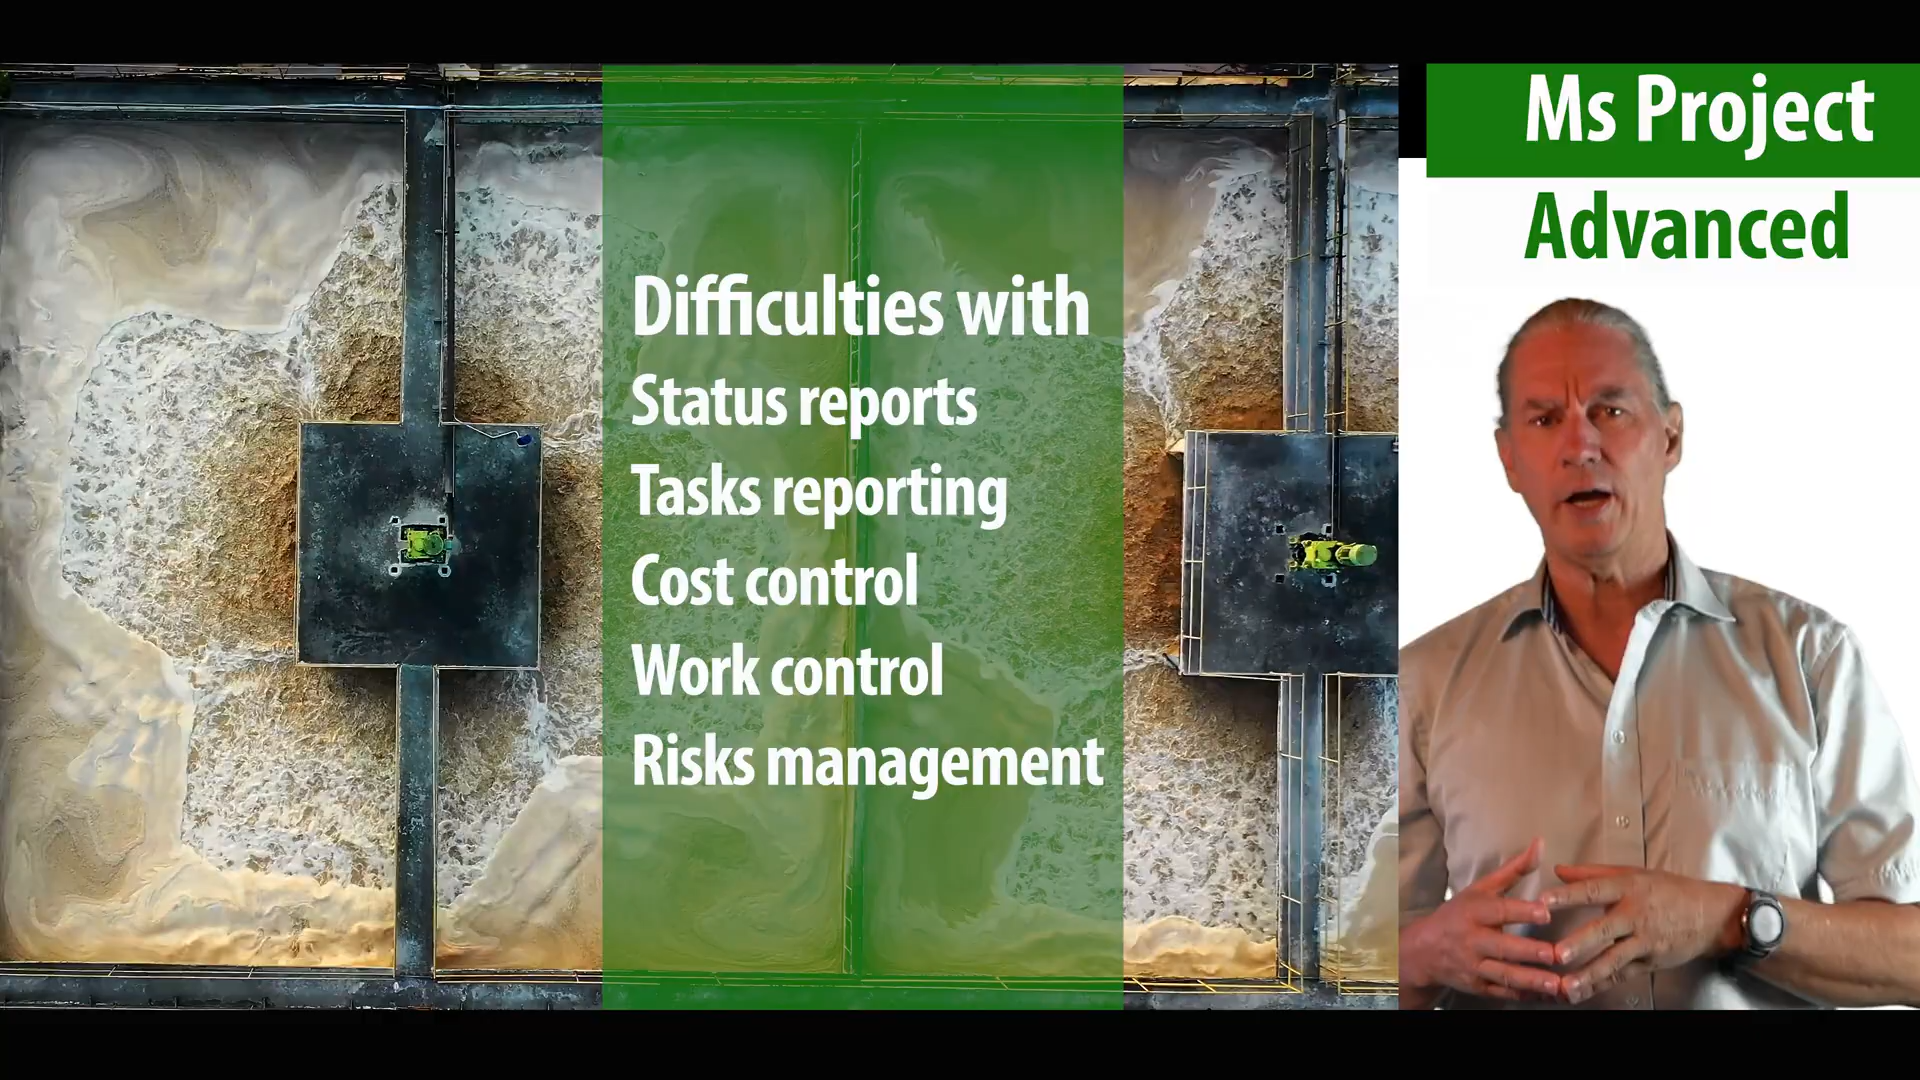 Ms Project
Advanced
Difficulties with
Status reports
Tasks reporting
Cost control
Work control
Risks management